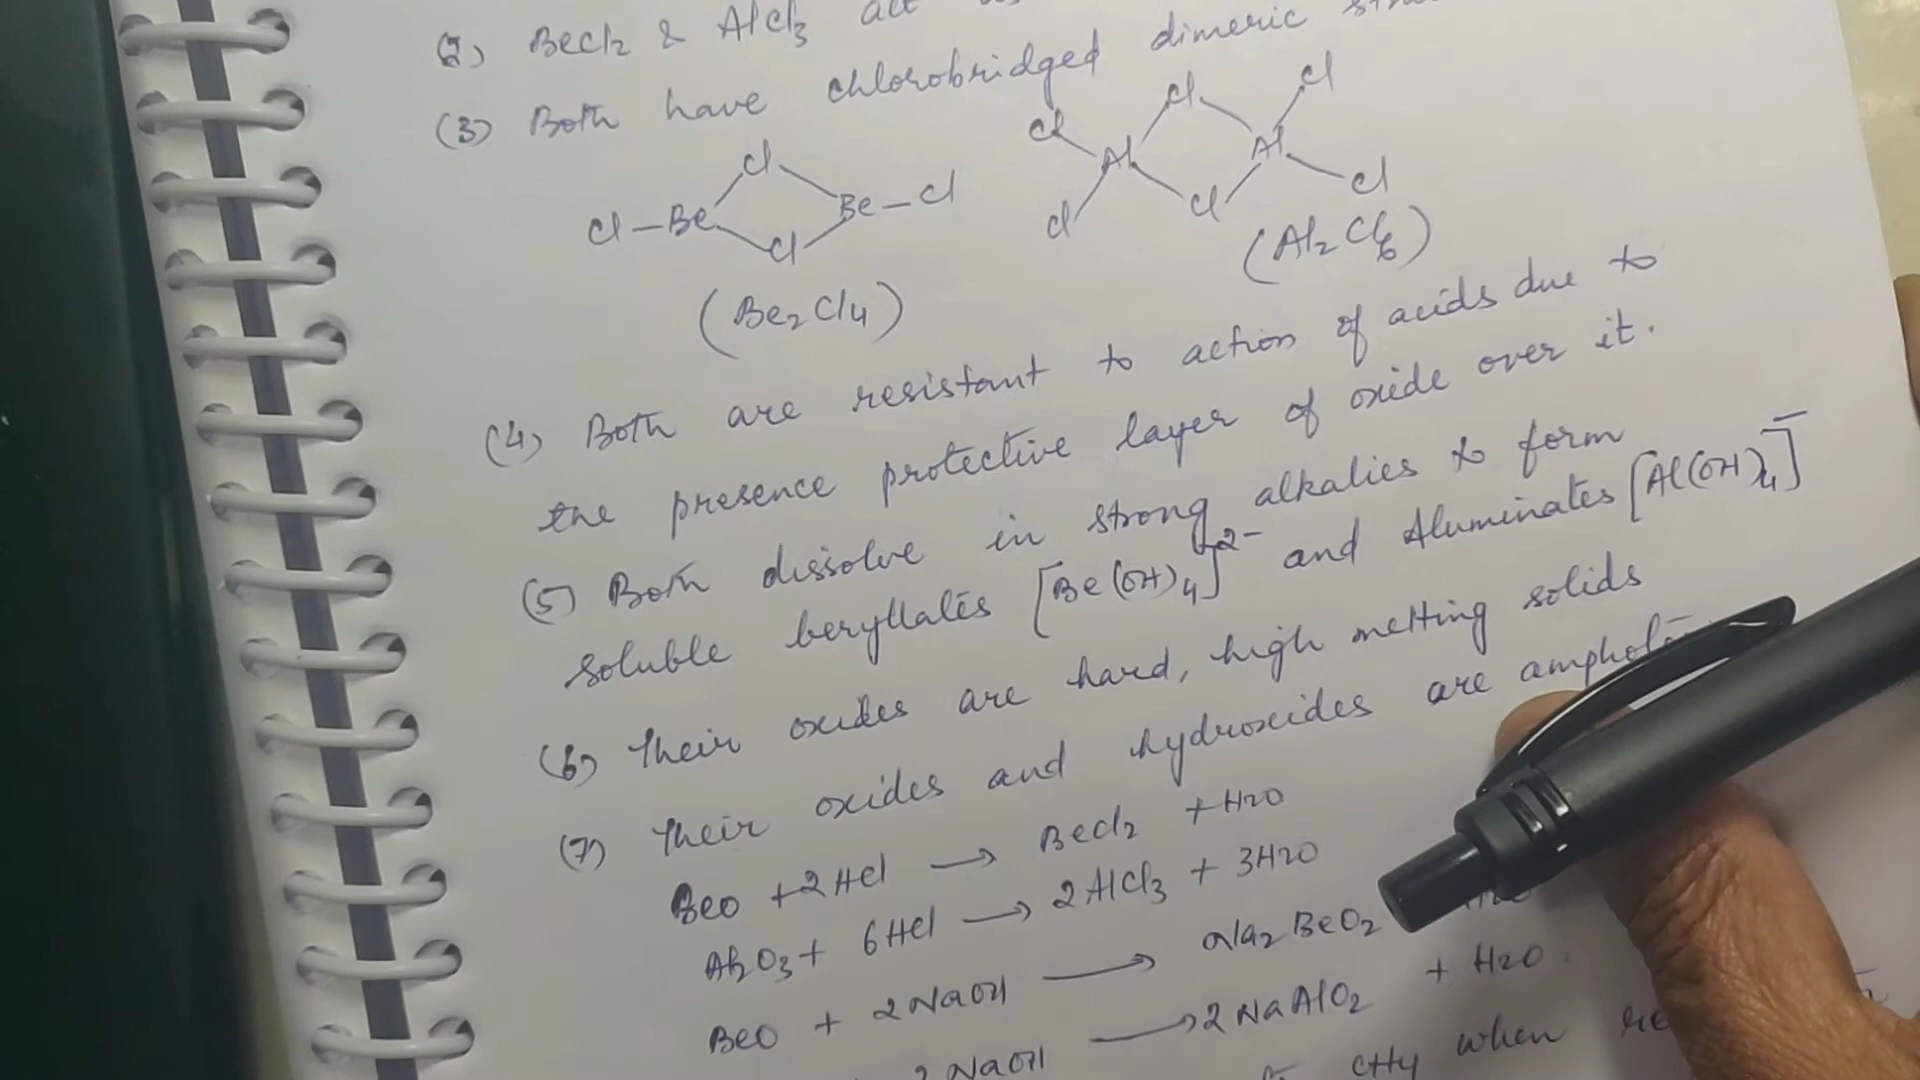 (2) BeCl2 & AlCl3 act
(3) Both have chlorobridged dimeric
Cl Cl Cl
Cl Al Al
Cl-Be Be-Cl Cl Cl Cl
Cl
(Be2Cl4) (Al2Cl6)
(4) Both are resistant to action of acids due to
the presence protective layer of oxide over it.
(5) Both dissolve in strong alkalies to form
soluble beryllates [Be(OH)4]2- and Aluminates [Al(OH)4]-
(6) Their oxides are hard, high melting solids
(7) Their oxides and hydroxides are
BeO + 2HCl → BeCl2 + H2O
Al2O3 + 6HCl → 2AlCl3 + 3H2O
BeO + 2NaOH → Na2BeO2
2NaOH → 2NaAlO2 + H2O
CH4 when